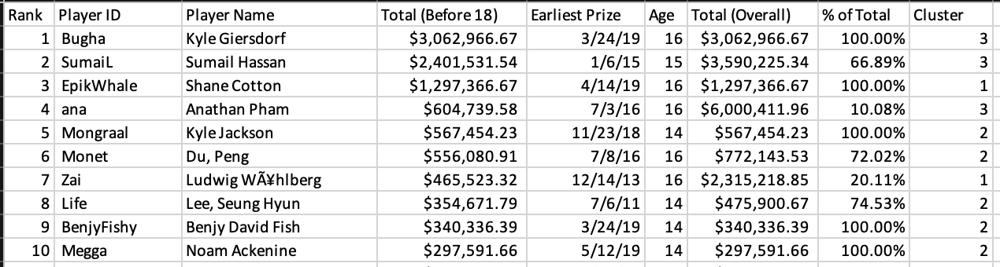 Rank Player ID Player Name Total (Before 18) Earliest Prize Age Total (Overall) % of Total Cluster
1 Bugha Kyle Giersdorf $3,062,966.67 3/24/19 16 $3,062,966.67 100.00% 3
2 SumaiL Sumail Hassan $2,401,531.54 1/6/15 15 $3,590,225.34 66.89% 3
3 EpikWhale Shane Cotton $1,297,366.67 4/14/19 16 $1,297,366.67 100.00% 1
4 ana Anathan Pham $604,739.58 7/3/16 16 $6,000,411.96 10.08% 3
5 Mongraal Kyle Jackson $567,454.23 11/23/18 14 $567,454.23 100.00% 2
6 Monet Du, Peng $556,080.91 7/8/16 16 $772,143.53 72.02% 2
7 Zai Ludwig WÃ¥hlberg $465,523.32 12/14/13 16 $2,315,218.85 20.11% 1
8 Life Lee, Seung Hyun $354,671.79 7/6/11 14 $475,900.67 74.53% 2
9 BenjyFishy Benjy David Fish $340,336.39 3/24/19 14 $340,336.39 100.00% 2
10 Megga Noam Ackenine $297,591.66 5/12/19 14 $297,591.66 100.00% 2